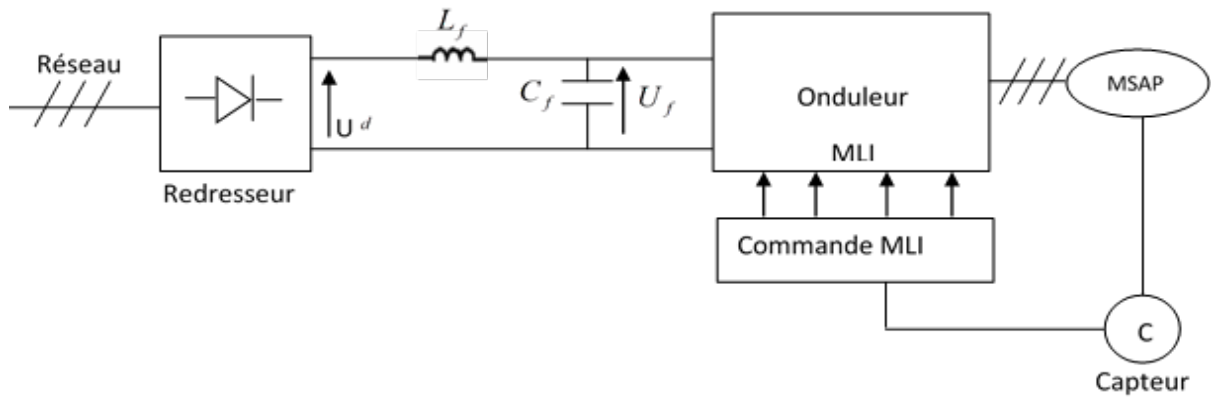 Réseau
Redresseur
U d
L f
C f
U f
Onduleur
MLI
MSAP
Commande MLI
C
Capteur